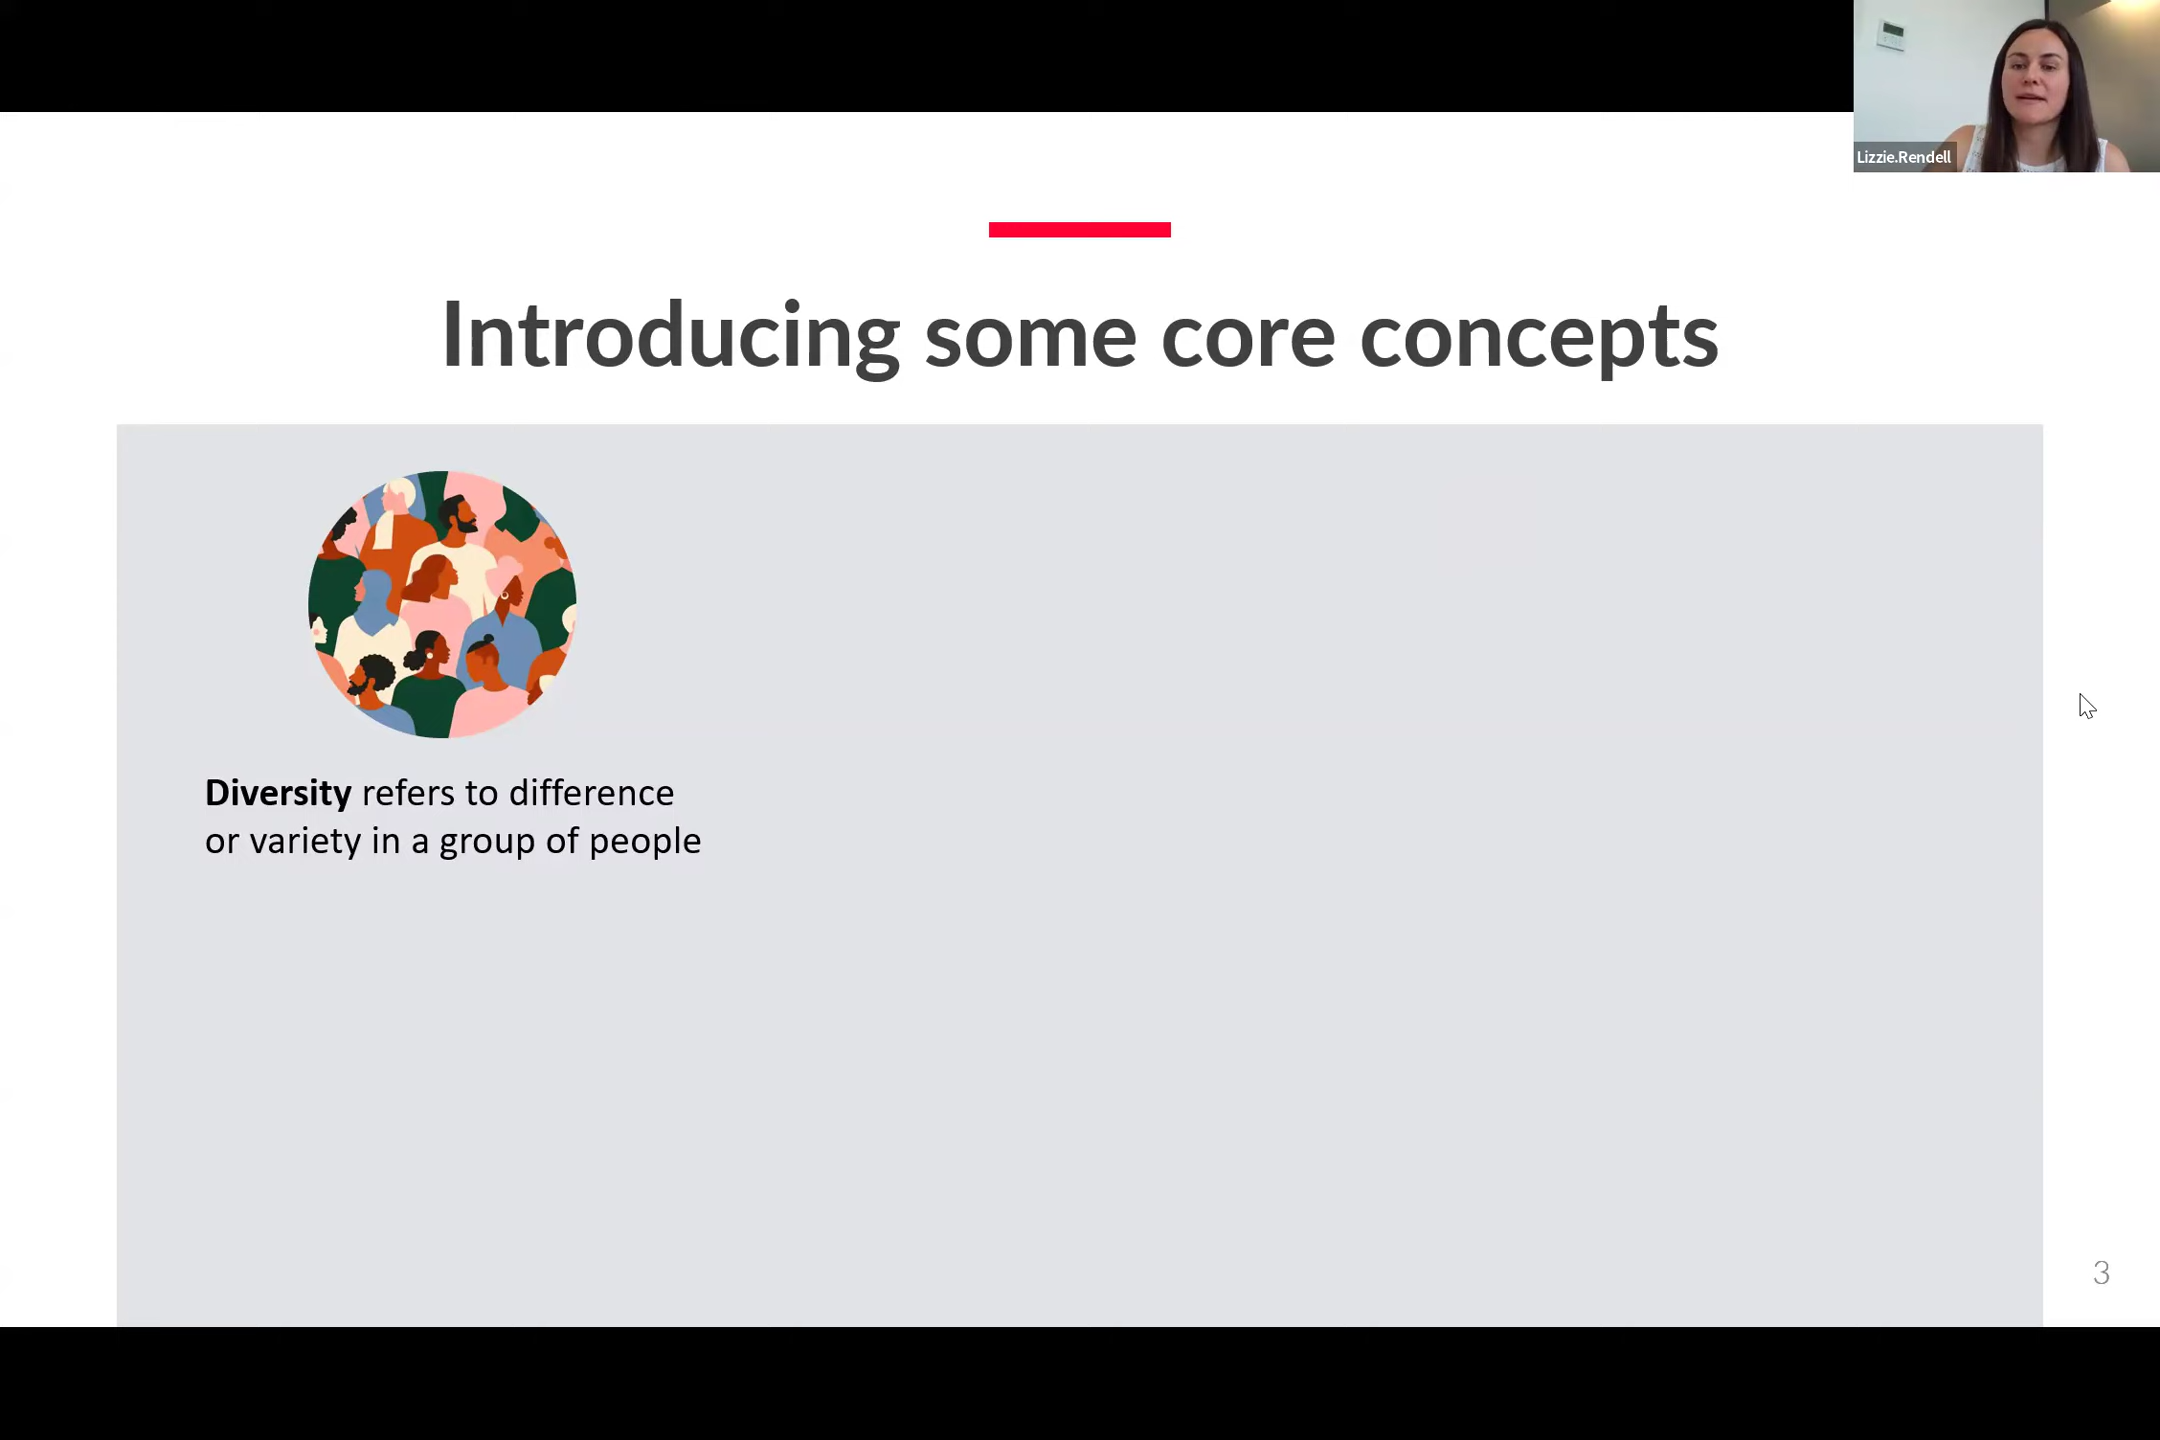 Lizzie.Rendell
Introducing some core concepts
Diversity refers to difference
or variety in a group of people
3